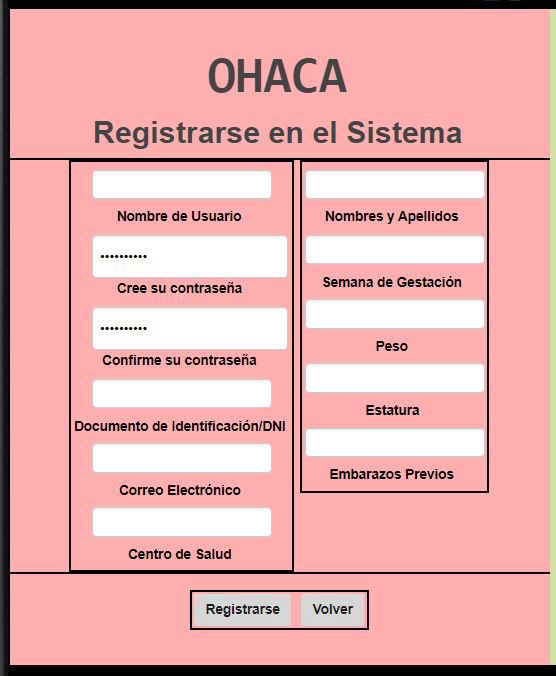 OHACA
Registrarse en el Sistema
Nombre de Usuario
••••••••••
Cree su contraseña
••••••••••
Confirme su contraseña
Documento de Identificación/DNI
Correo Electrónico
Centro de Salud
Nombres y Apellidos
Semana de Gestación
Peso
Estatura
Embarazos Previos
Registrarse Volver